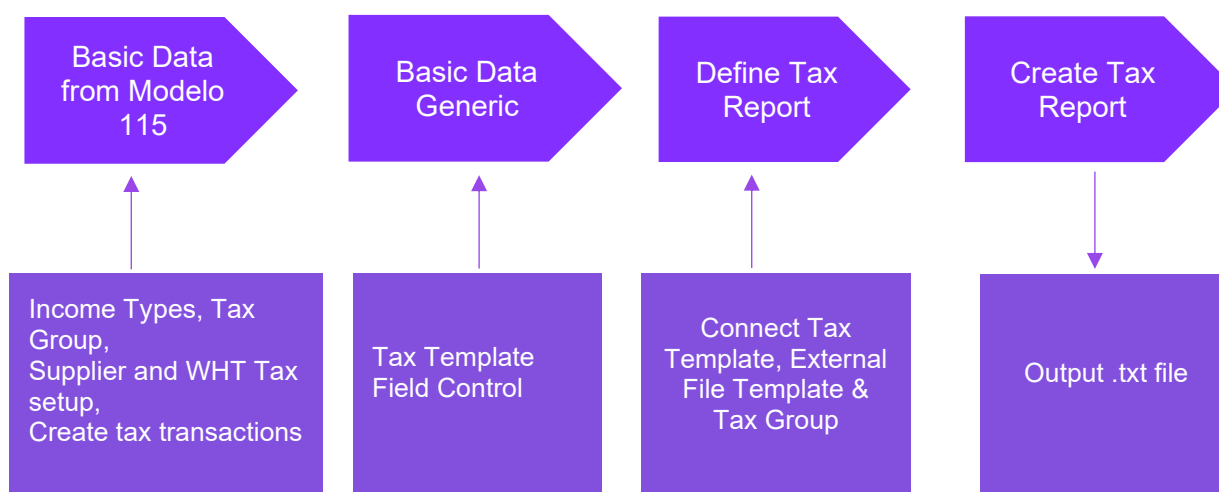 Basic Data
from Modelo
115
Basic Data
Generic
Define Tax
Report
Create Tax
Report
Income Types, Tax
Group,
Supplier and WHT Tax
setup,
Create tax transactions
Tax Template
Field Control
Connect Tax
Template, External
File Template &
Tax Group
Output .txt file